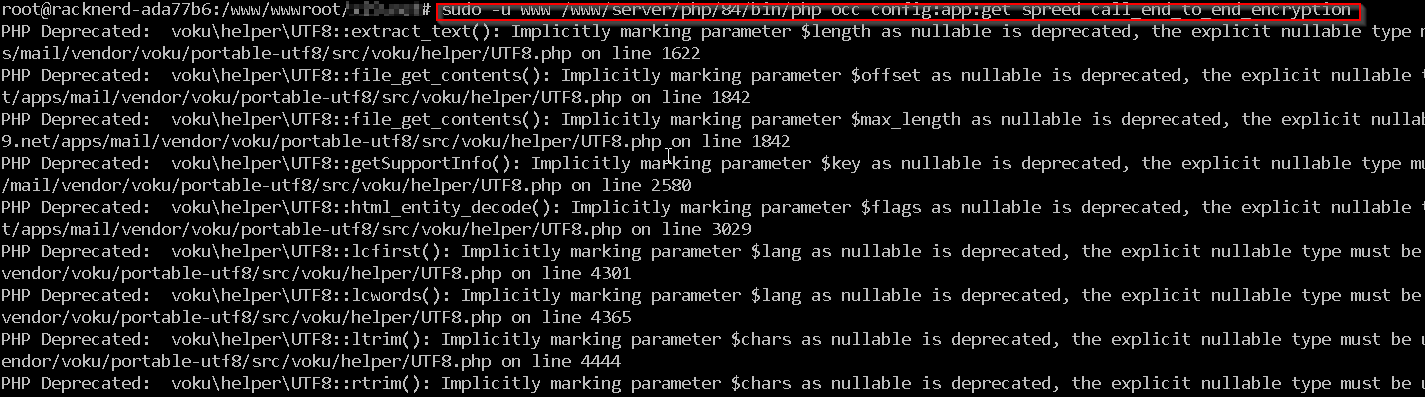 root@racknerd-ada77b6:/www/wwwroot/ # sudo -u www /www/server/php/84/bin/php occ config:app:get spreed call_end_to_end_encryption
PHP Deprecated:  voku\helper\UTF8::extract_text(): Implicitly marking parameter $length as nullable is deprecated, the explicit nullable type
s/mail/vendor/voku/portable-utf8/src/voku/helper/UTF8.php on line 1622
PHP Deprecated:  voku\helper\UTF8::file_get_contents(): Implicitly marking parameter $offset as nullable is deprecated, the explicit nullable
t/apps/mail/vendor/voku/portable-utf8/src/voku/helper/UTF8.php on line 1842
PHP Deprecated:  voku\helper\UTF8::file_get_contents(): Implicitly marking parameter $max_length as nullable is deprecated, the explicit
9.net/apps/mail/vendor/voku/portable-utf8/src/voku/helper/UTF8.php on line 1842
PHP Deprecated:  voku\helper\UTF8::getSupportInfo(): Implicitly marking parameter $key as nullable is deprecated, the explicit nullable type
/mail/vendor/voku/portable-utf8/src/voku/helper/UTF8.php on line 2580
PHP Deprecated:  voku\helper\UTF8::html_entity_decode(): Implicitly marking parameter $flags as nullable is deprecated, the explicit nullable
t/apps/mail/vendor/voku/portable-utf8/src/voku/helper/UTF8.php on line 3029
PHP Deprecated:  voku\helper\UTF8::lcfirst(): Implicitly marking parameter $lang as nullable is deprecated, the explicit nullable type must be
vendor/voku/portable-utf8/src/voku/helper/UTF8.php on line 4301
PHP Deprecated:  voku\helper\UTF8::lcwords(): Implicitly marking parameter $lang as nullable is deprecated, the explicit nullable type must be
vendor/voku/portable-utf8/src/voku/helper/UTF8.php on line 4365
PHP Deprecated:  voku\helper\UTF8::ltrim(): Implicitly marking parameter $chars as nullable is deprecated, the explicit nullable type must be
endor/voku/portable-utf8/src/voku/helper/UTF8.php on line 4444
PHP Deprecated:  voku\helper\UTF8::rtrim(): Implicitly marking parameter $chars as nullable is deprecated, the explicit nullable type must be